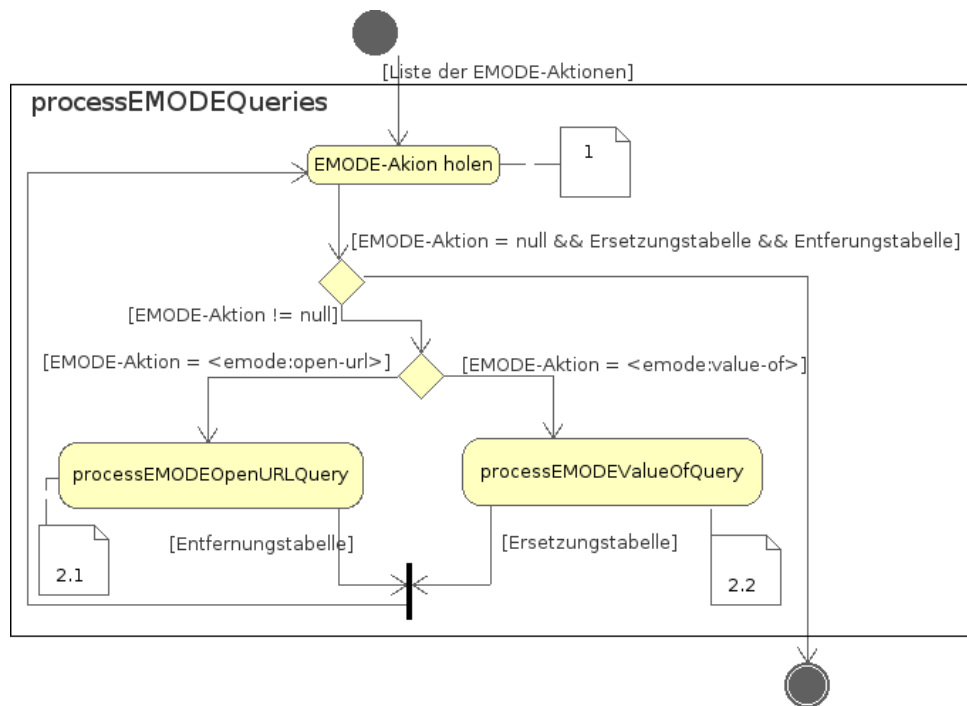 [Liste der EMODE-Aktionen]
processEMODEQueries
EMODE-Akion holen
1
[EMODE-Aktion = null && Ersetzungstabelle && Entferungstabelle]
[EMODE-Aktion != null]
[EMODE-Aktion = <emode:open-url>]
[EMODE-Aktion = <emode:value-of>]
processEMODEOpenURLQuery
processEMODEValueOfQuery
[Entfernungstabelle]
[Ersetzungstabelle]
2.1
2.2